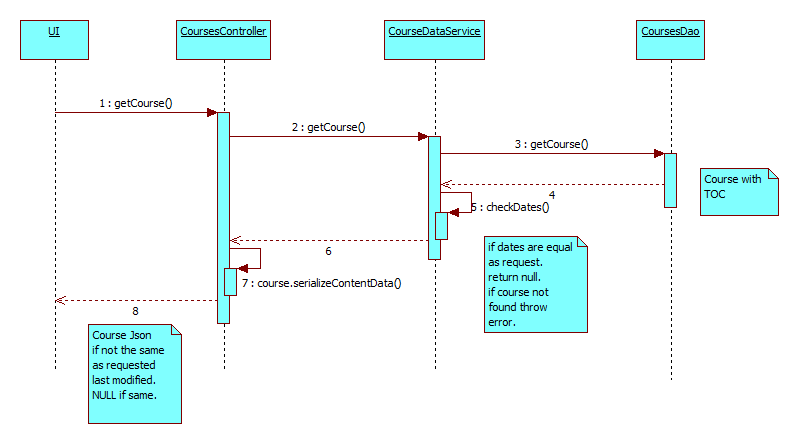 UI
CoursesController
CourseDataService
CoursesDao
1 : getCourse()
2 : getCourse()
3 : getCourse()
4
Course with
TOC
5 : checkDates()
6
if dates are equal
as request.
return null.
if course not
found throw
error.
7 : course.serializeContentData()
8
Course Json
if not the same
as requested
last modified.
NULL if same.